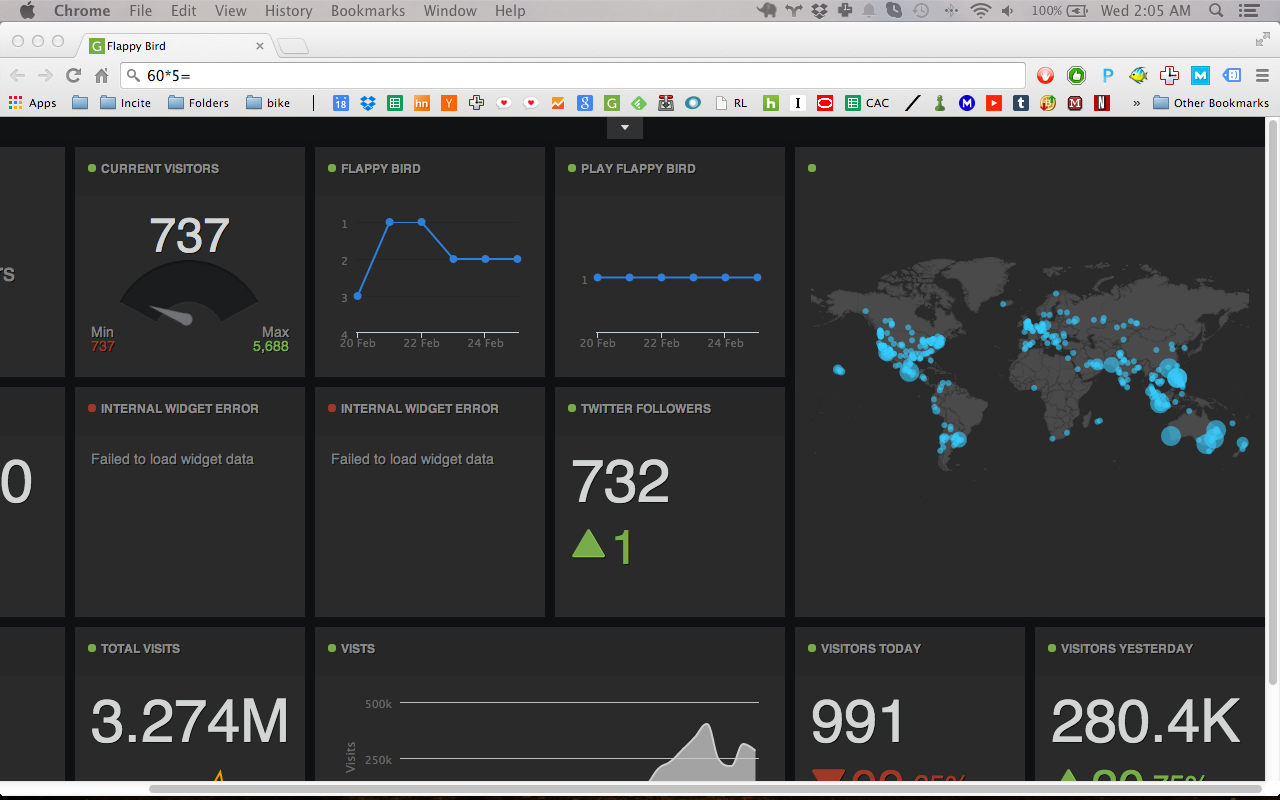 Chrome File Edit View History Bookmarks Window Help 100% Wed 2:05 AM
G Flappy Bird
60*5=
P M
Apps Incite Folders bike 18 hn Y 8 G RL h I CAC M t M N » Other Bookmarks
CURRENT VISITORS
737
Min Max
737 5,688
FLAPPY BIRD
1
2
3
4
20 Feb 22 Feb 24 Feb
PLAY FLAPPY BIRD
1
20 Feb 22 Feb 24 Feb
rs
0
INTERNAL WIDGET ERROR
Failed to load widget data
INTERNAL WIDGET ERROR
Failed to load widget data
TWITTER FOLLOWERS
732
1
TOTAL VISITS
3.274M
VISTS
500k
250k
Visits
VISITORS TODAY
991
VISITORS YESTERDAY
280.4K